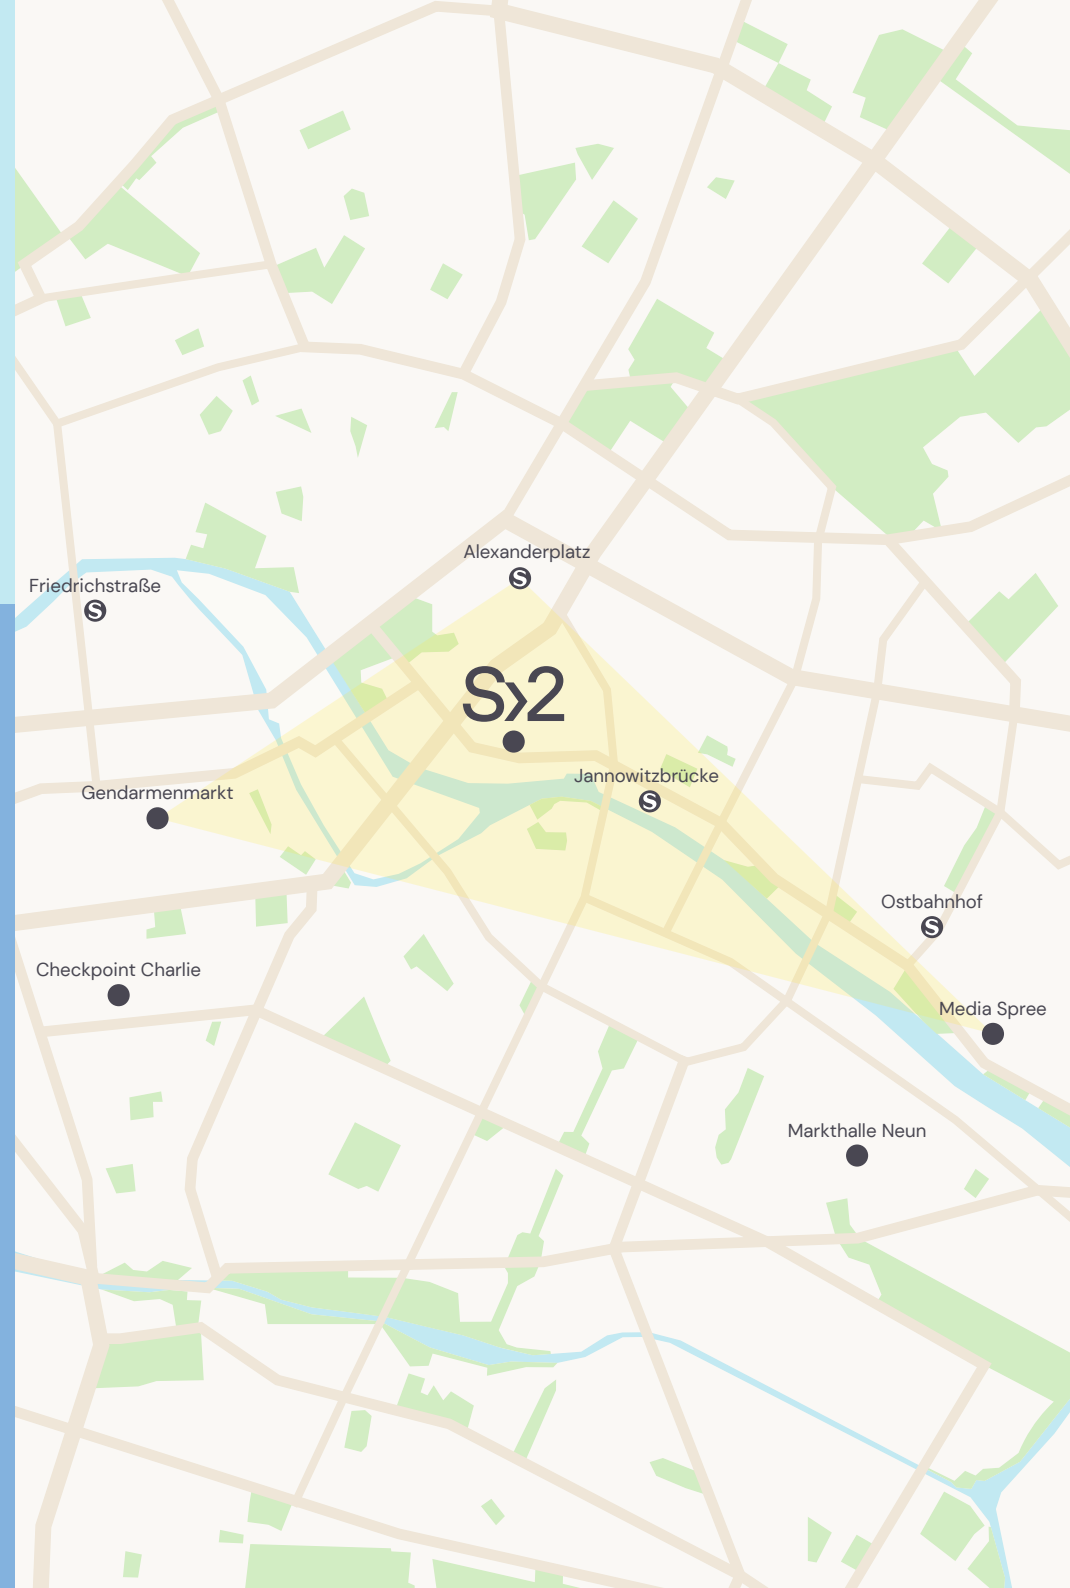 Alexanderplatz
S
Friedrichstraße
S
S›2
Jannowitzbrücke
S
Gendarmenmarkt
Ostbahnhof
S
Checkpoint Charlie
Media Spree
Markthalle Neun